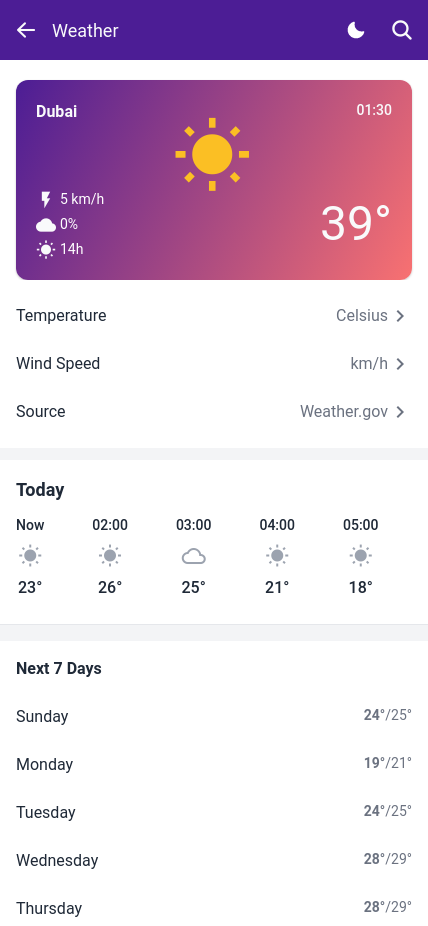 Weather
Dubai
01:30
5 km/h
0%
14h
39°
Temperature Celsius
Wind Speed km/h
Source Weather.gov
Today
Now 02:00 03:00 04:00 05:00
23° 26° 25° 21° 18°
Next 7 Days
Sunday 24°/25°
Monday 19°/21°
Tuesday 24°/25°
Wednesday 28°/29°
Thursday 28°/29°